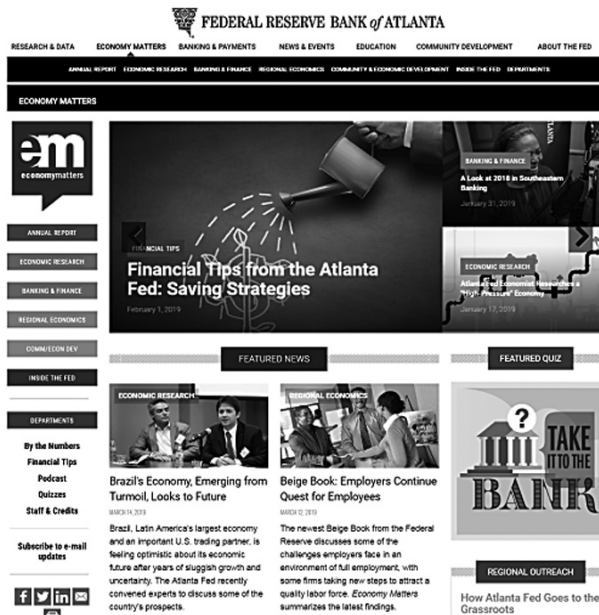 FEDERAL RESERVE BANK of ATLANTA
RESEARCH & DATA ECONOMY MATTERS BANKING & PAYMENTS NEWS & EVENTS EDUCATION COMMUNITY DEVELOPMENT ABOUT THE FED
ANNUAL REPORT ECONOMIC RESEARCH BANKING & FINANCE REGIONAL ECONOMICS COMMUNITY & ECONOMIC DEVELOPMENT INSIDE THE FED DEPARTMENTS
ECONOMY MATTERS
em
economymatters
ANNUAL REPORT
ECONOMIC RESEARCH
BANKING & FINANCE
REGIONAL ECONOMICS
COMM/ECON DEV
INSIDE THE FED
DEPARTMENTS
By the Numbers
Financial Tips
Podcast
Quizzes
Staff & Credits
Subscribe to e-mail
updates
FINANCIAL TIPS
Financial Tips from the Atlanta
Fed: Saving Strategies
February 1, 2019
BANKING & FINANCE
A Look at 2018 in Southeastern
Banking
January 31, 2019
ECONOMIC RESEARCH
Atlanta Fed Economist Researches a
"High-Pressure" Economy
January 17, 2019
FEATURED NEWS
ECONOMIC RESEARCH
Brazil's Economy, Emerging from
Turmoil, Looks to Future
MARCH 14, 2019
Brazil, Latin America's largest economy
and an important U.S. trading partner, is
feeling optimistic about its economic
future after years of sluggish growth and
uncertainty. The Atlanta Fed recently
convened experts to discuss some of the
country's prospects.
REGIONAL ECONOMICS
Beige Book: Employers Continue
Quest for Employees
MARCH 12, 2019
The newest Beige Book from the Federal
Reserve discusses some of the
challenges employers face in an
environment of full employment, with
some firms taking new steps to attract a
quality labor force. Economy Matters
summarizes the latest findings.
FEATURED QUIZ
?
TAKE
IT TO THE
BANK
REGIONAL OUTREACH
How Atlanta Fed Goes to the
Grassroots